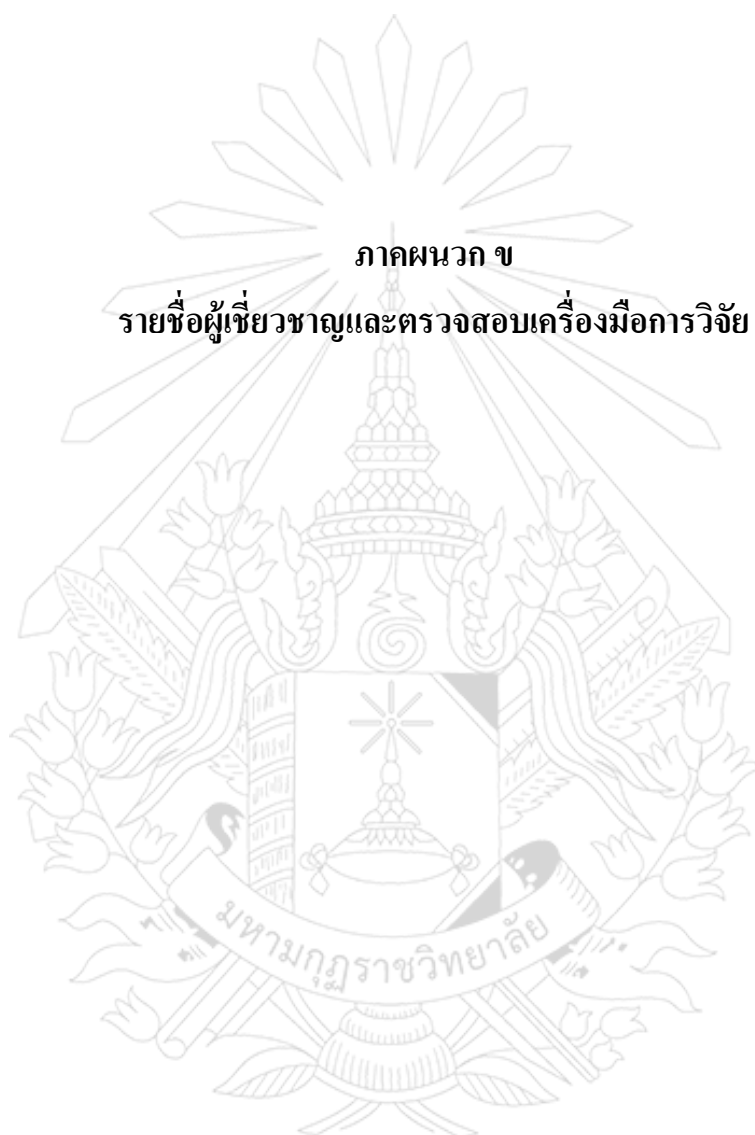 ภาคผนวก ข
รายชื่อผู้เชี่ยวชาญและตรวจสอบเครื่องมือการวิจัย
มหามกุฏราชวิทยาลัย